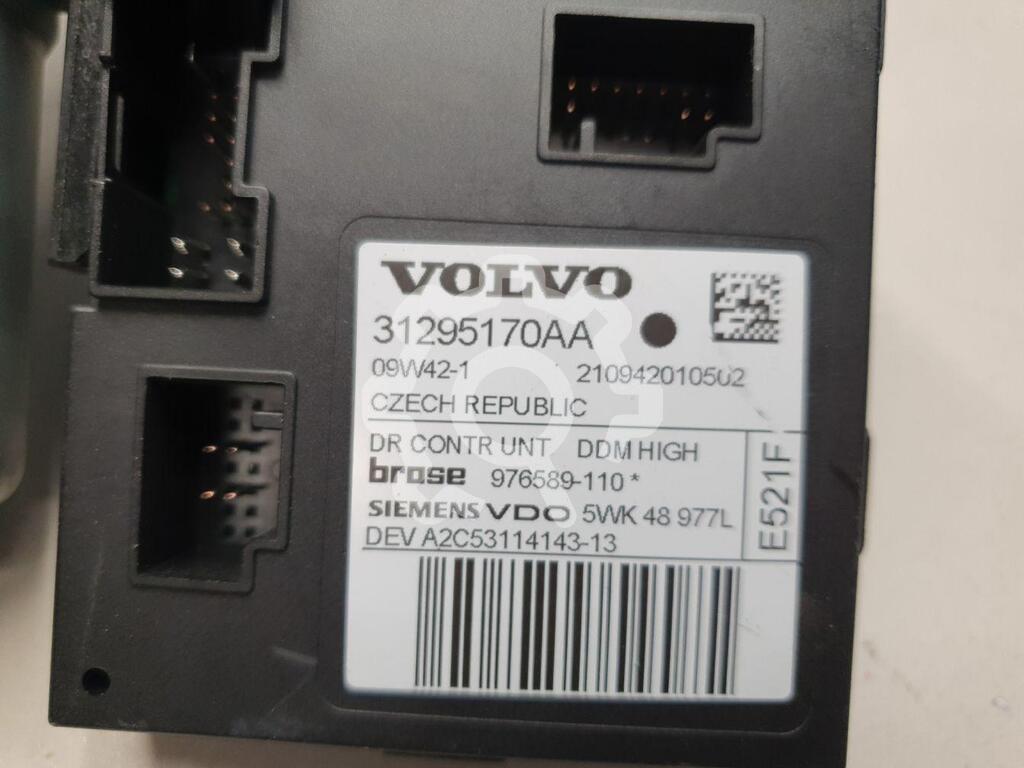 VOLVO
31295170AA
09W42-1 210942010502
CZECH REPUBLIC
DR CONTR UNT DDM HIGH
brose 976589-110*
SIEMENS VDO 5WK 48 977L
DEV A2C53114143-13
E521F